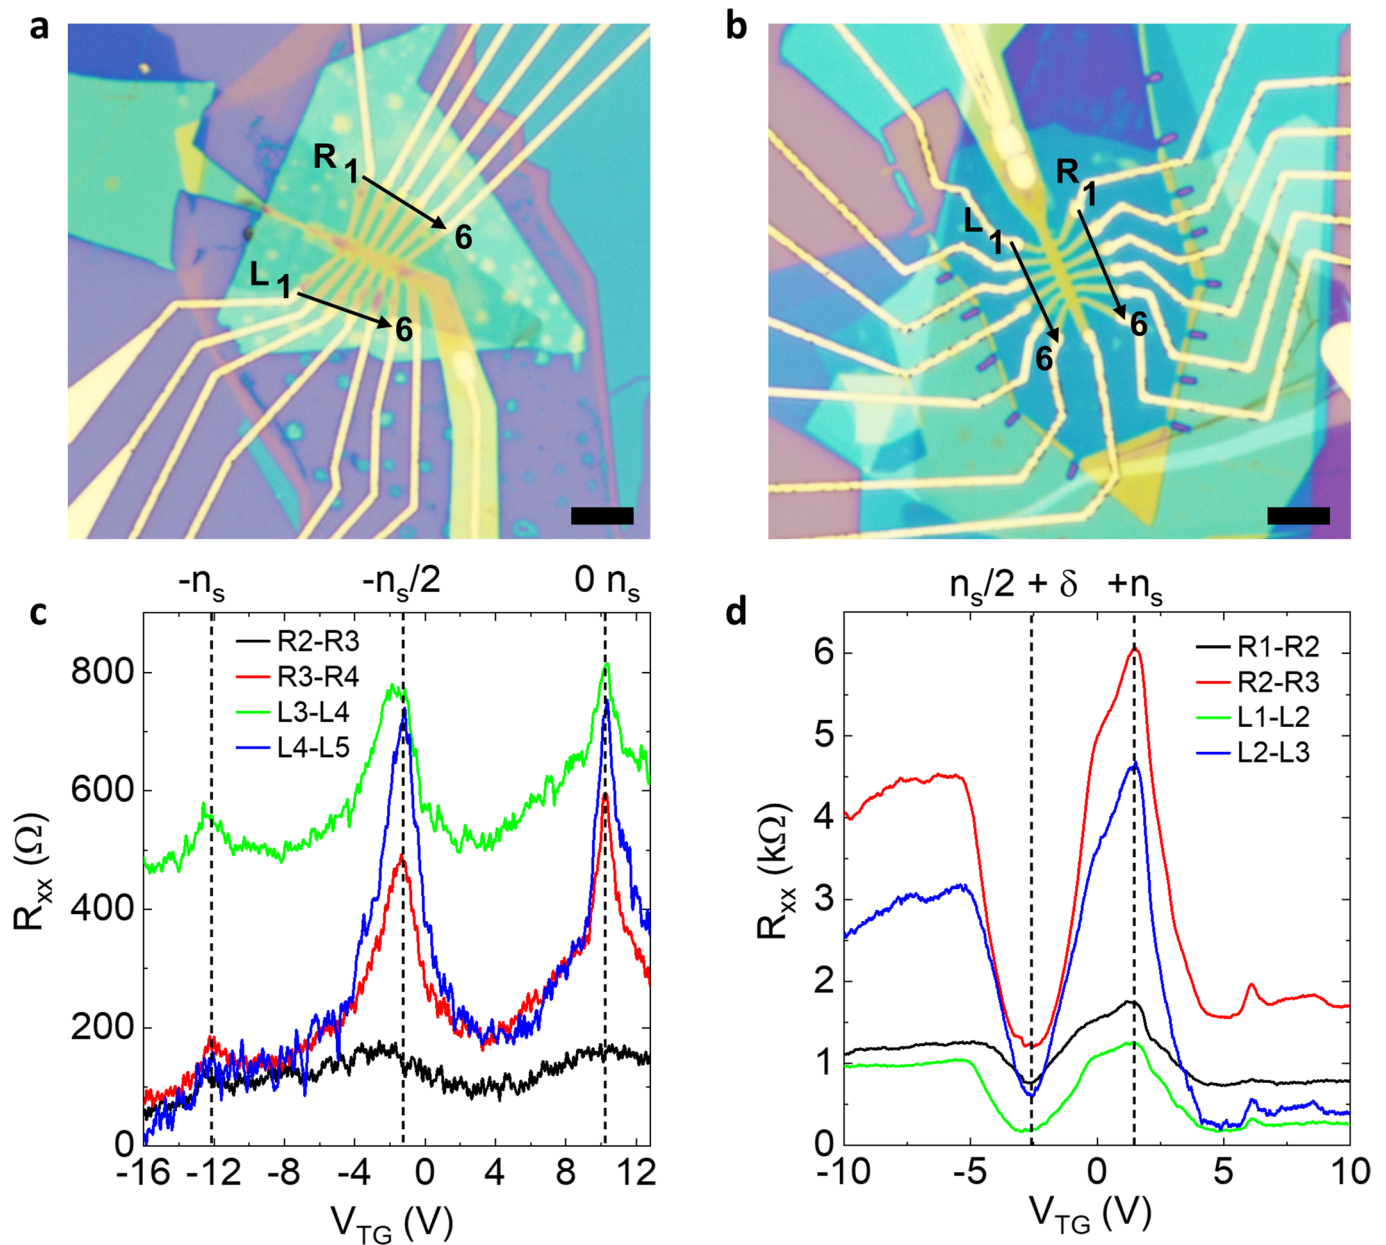 a
R 1
6
L 1
6
b
R 1
L 1
6
6
c
-nₛ -nₛ/2 0 nₛ
R2-R3
R3-R4
L3-L4
L4-L5
800
600
400
200
0
Rₓₓ (Ω)
-16 -12 -8 -4 0 4 8 12
V_TG (V)
d
nₛ/2 + δ +nₛ
R1-R2
R2-R3
L1-L2
L2-L3
6
5
4
3
2
1
0
Rₓₓ (kΩ)
-10 -5 0 5 10
V_TG (V)